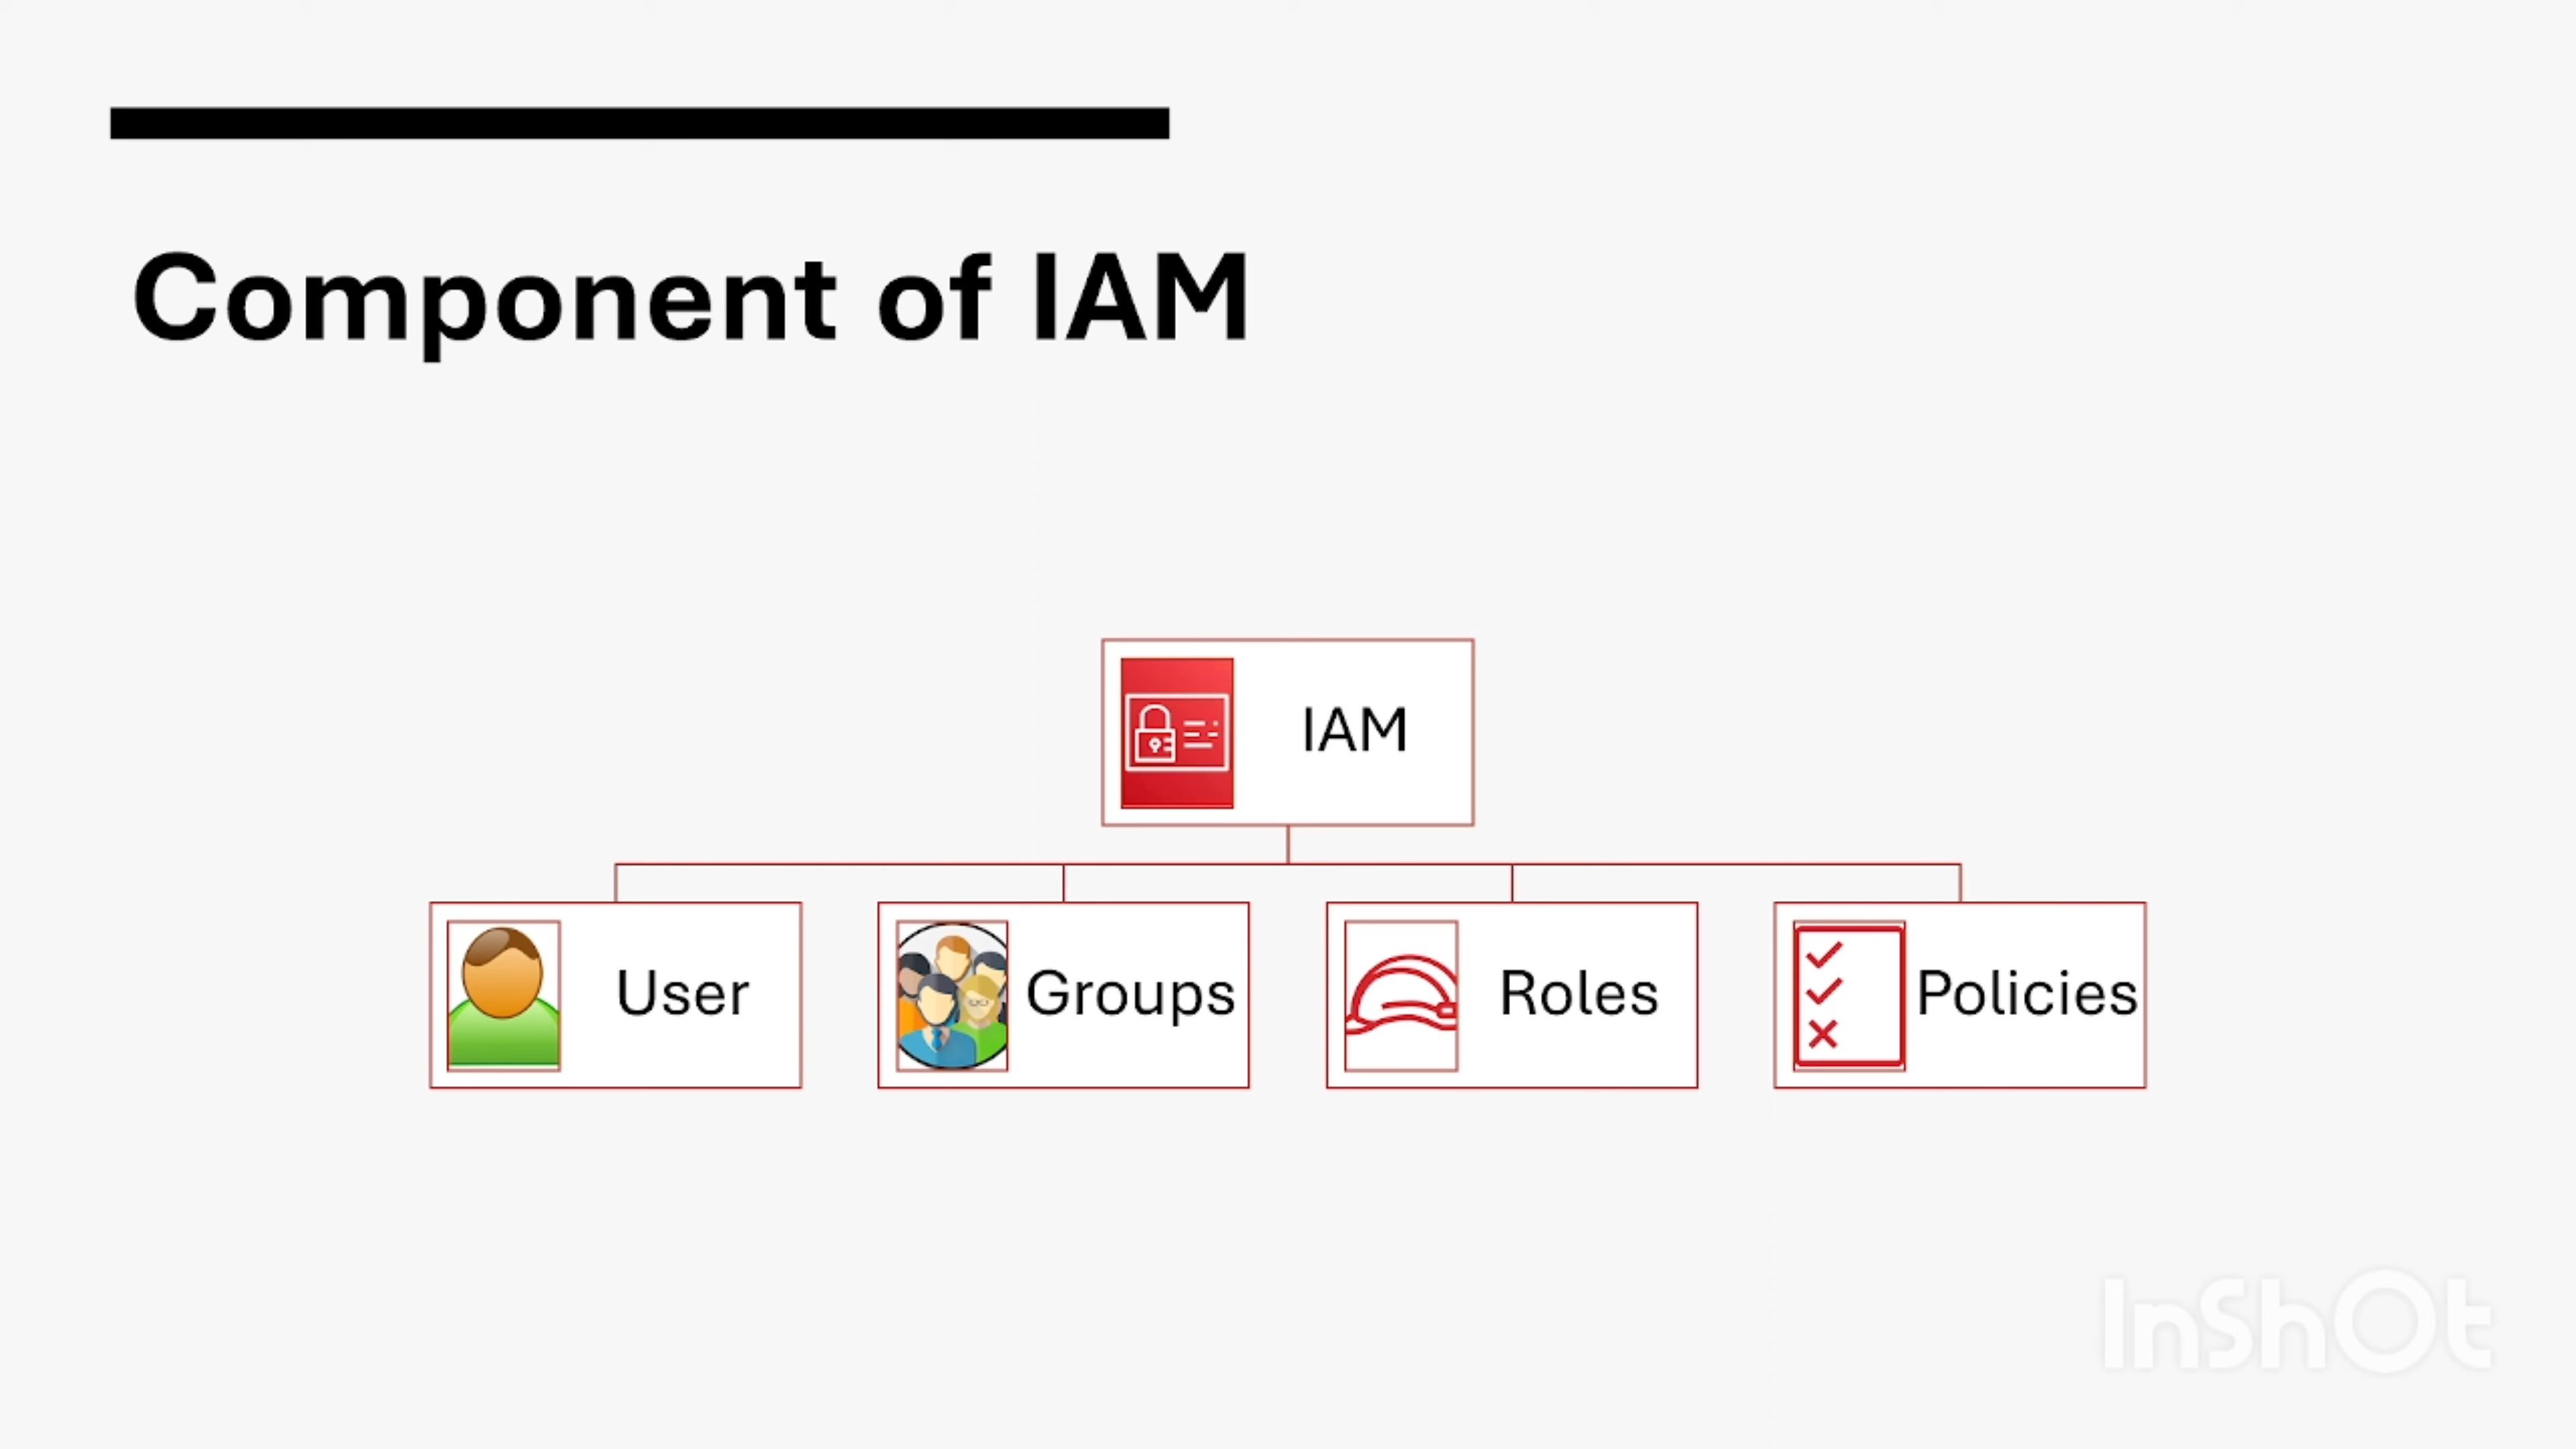 Component of IAM
IAM
User
Groups
Roles
Policies
InShOt